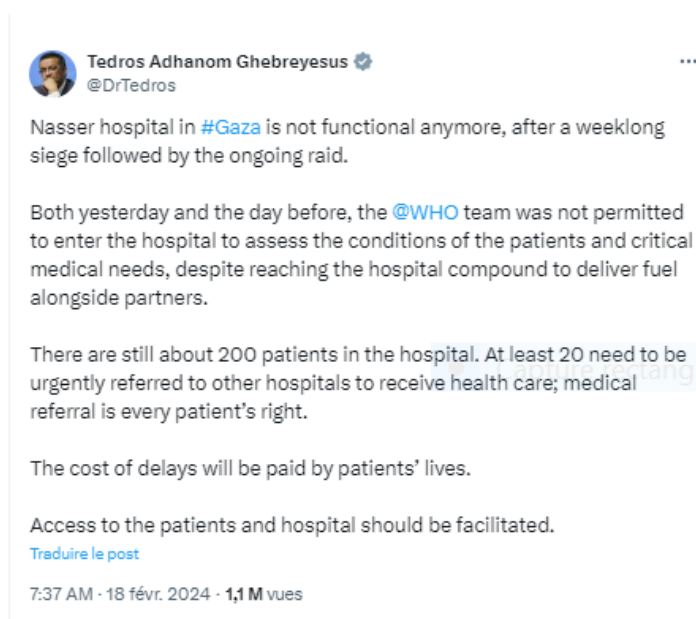 Tedros Adhanom Ghebreyesus
@DrTedros
Nasser hospital in #Gaza is not functional anymore, after a weeklong
siege followed by the ongoing raid.
Both yesterday and the day before, the @WHO team was not permitted
to enter the hospital to assess the conditions of the patients and critical
medical needs, despite reaching the hospital compound to deliver fuel
alongside partners.
There are still about 200 patients in the hospital. At least 20 need to be
Capture rectang
urgently referred to other hospitals to receive health care; medical
referral is every patient’s right.
The cost of delays will be paid by patients’ lives.
Access to the patients and hospital should be facilitated.
Traduire le post
7:37 AM · 18 févr. 2024 · 1,1 M vues